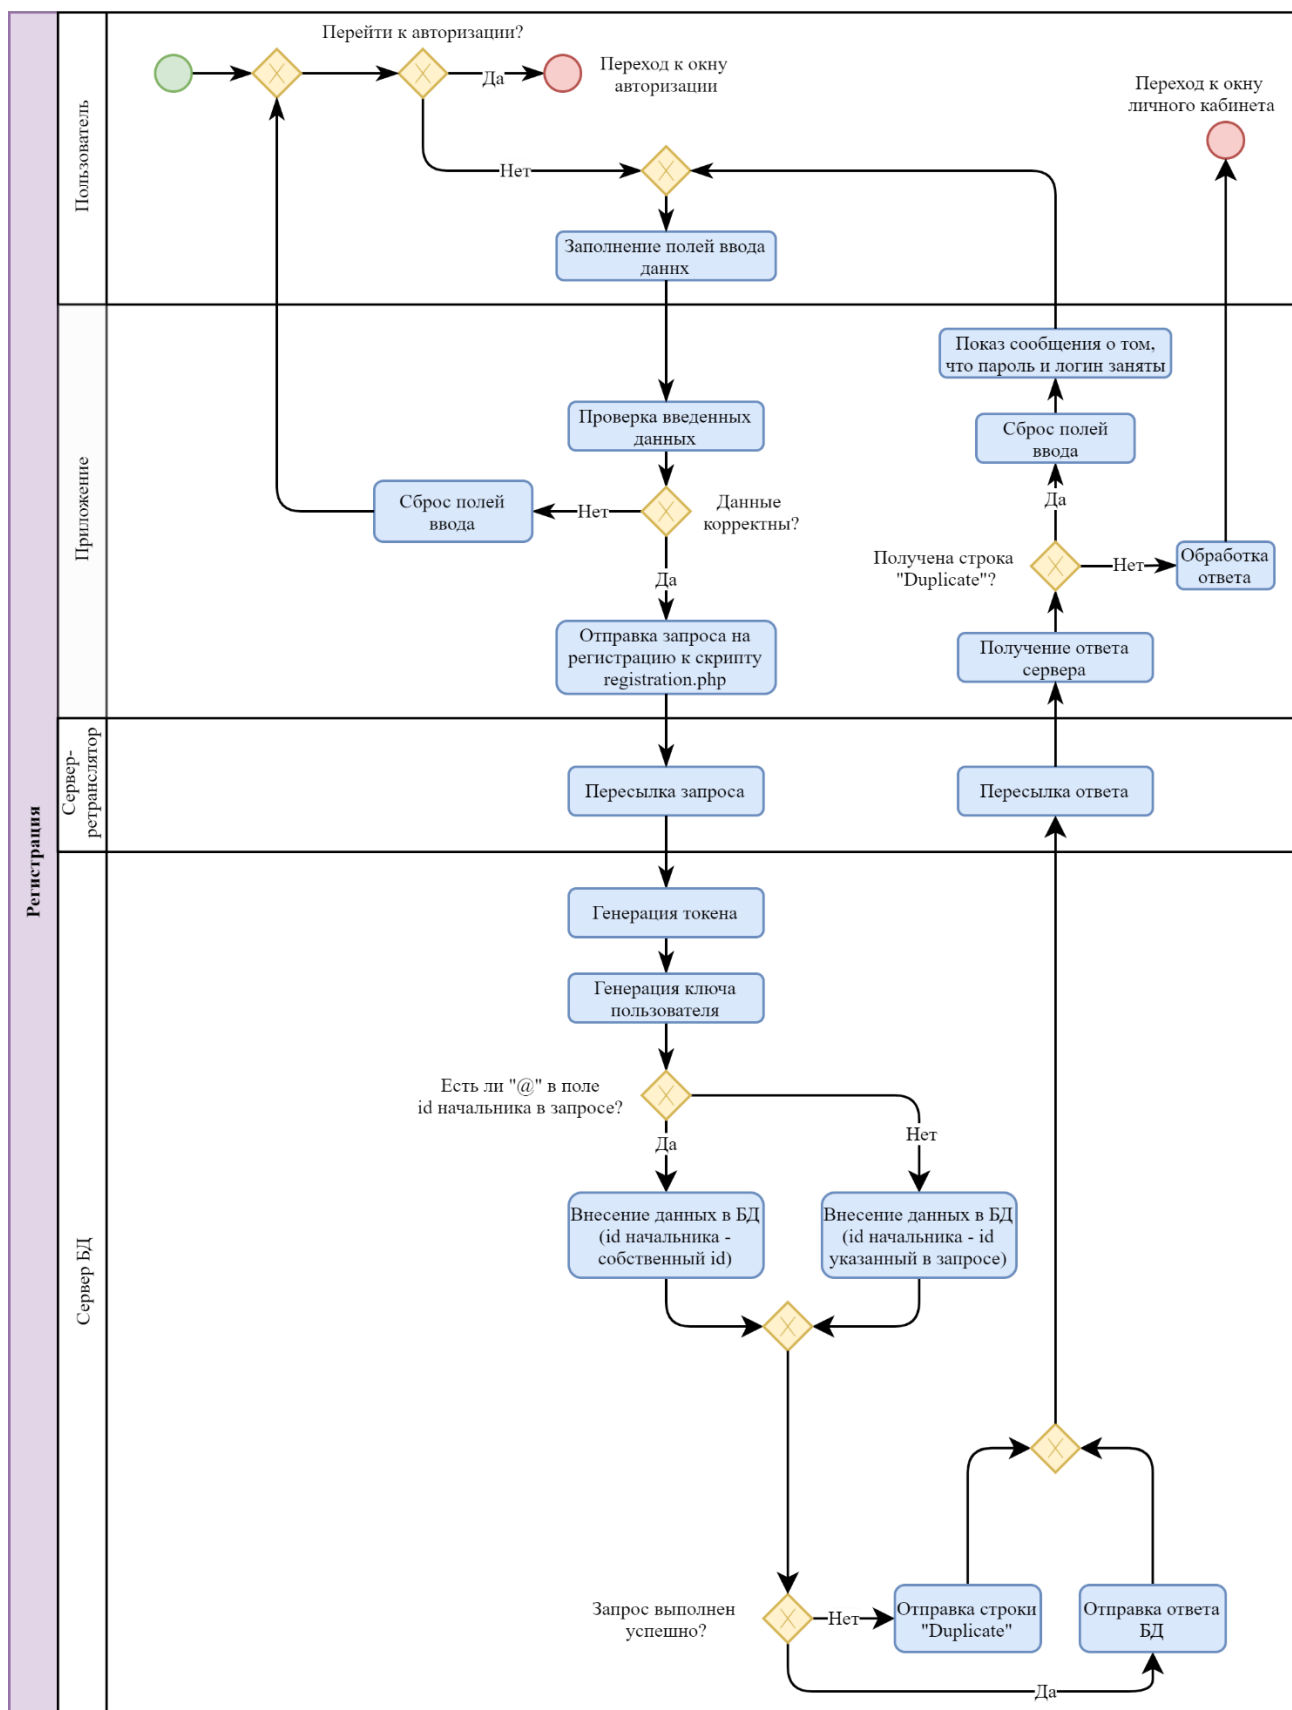 Регистрация
Пользователь
Перейти к авторизации?
Да
Переход к окну
авторизации
Переход к окну
личного кабинета
Нет
Заполнение полей ввода
даннх
Приложение
Показ сообщения о том,
что пароль и логин заняты
Проверка введенных
данных
Сброс полей
ввода
Сброс полей
ввода
Нет
Данные
корректны?
Да
Получена строка
"Duplicate"?
Нет
Обработка
ответа
Да
Отправка запроса на
регистрацию к скрипту
registration.php
Получение ответа
сервера
Сервер-
ретранслятор
Пересылка запроса
Пересылка ответа
Сервер БД
Генерация токена
Генерация ключа
пользователя
Есть ли "@" в поле
id начальника в запросе?
Да
Нет
Внесение данных в БД
(id начальника -
собственный id)
Внесение данных в БД
(id начальника - id
указанный в запросе)
Запрос выполнен
успешно?
Нет
Отправка строки
"Duplicate"
Отправка ответа
БД
Да